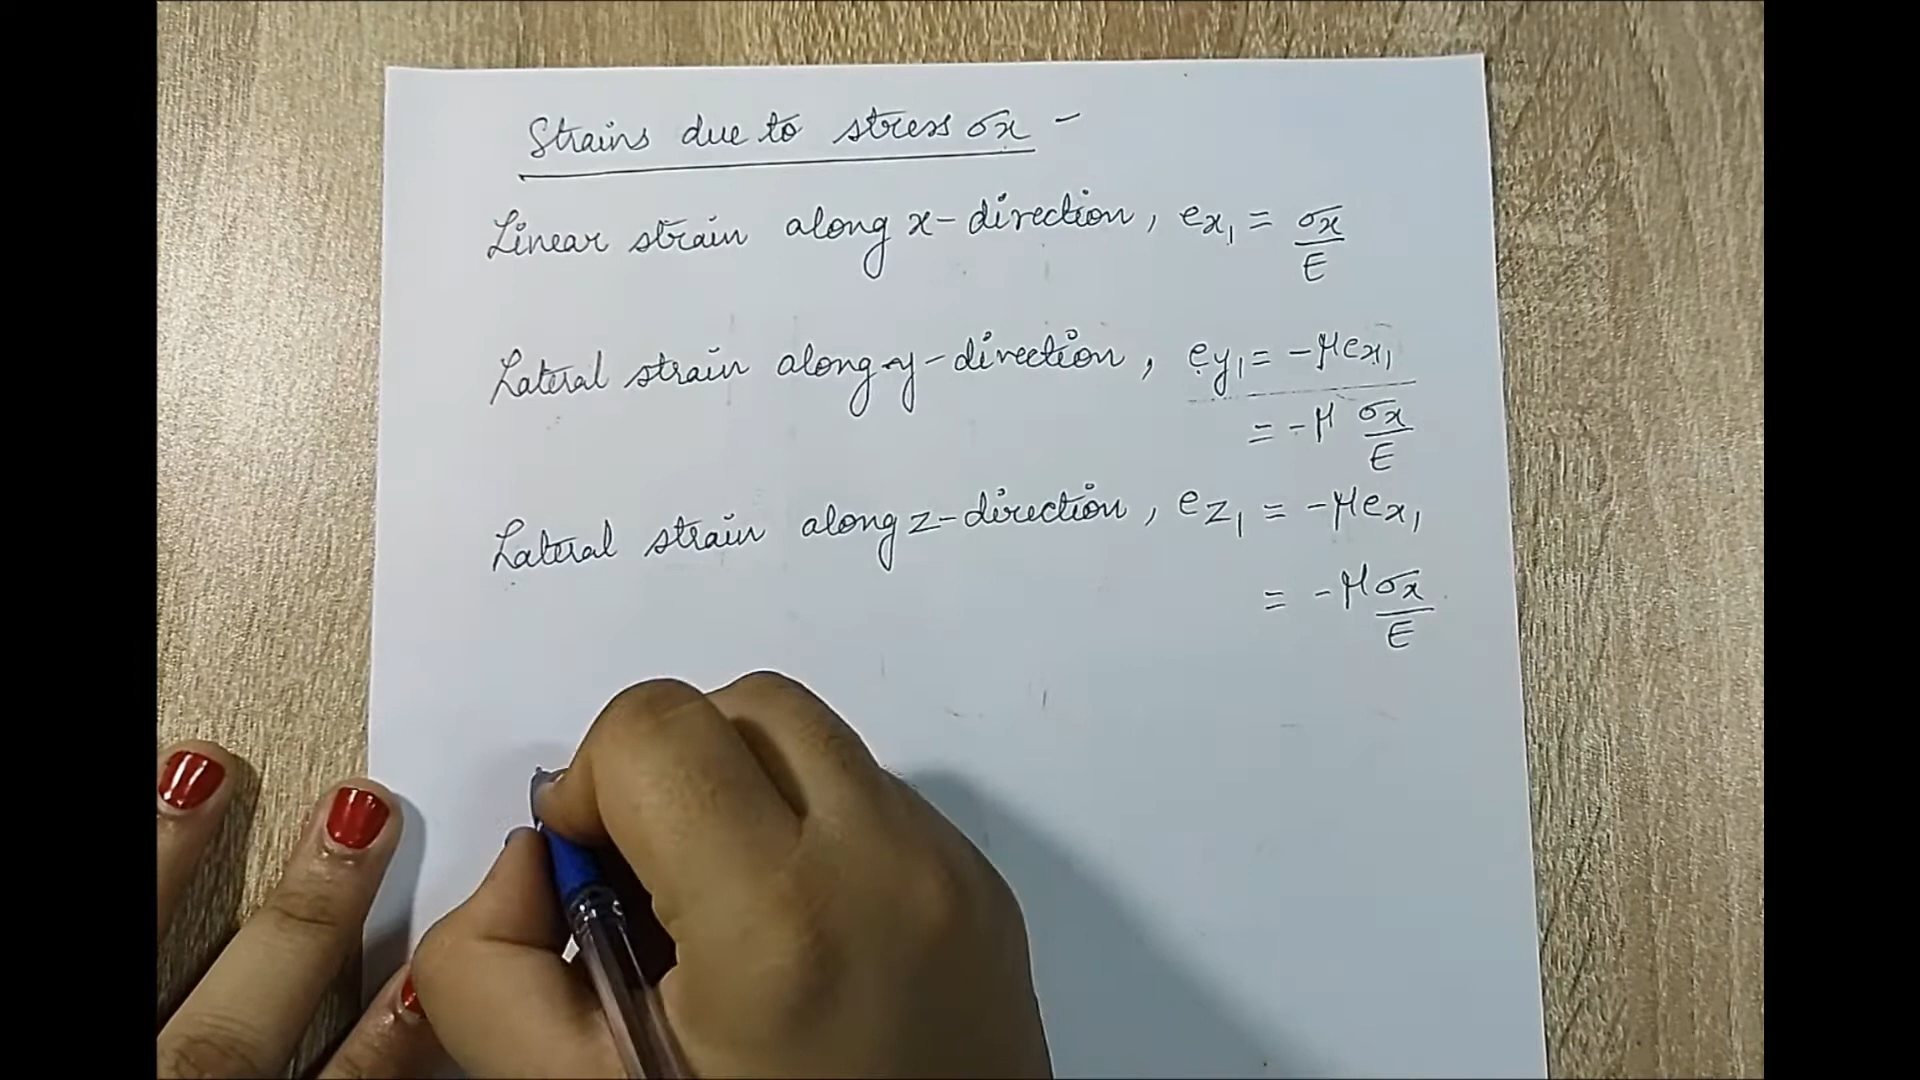 Strains due to stress σx -
Linear strain along x-direction, ex₁ = σx/E
Lateral strain along y-direction, ey₁ = -μex₁
= -μ σx/E
Lateral strain along z-direction, ez₁ = -μex₁
= -μσx/E